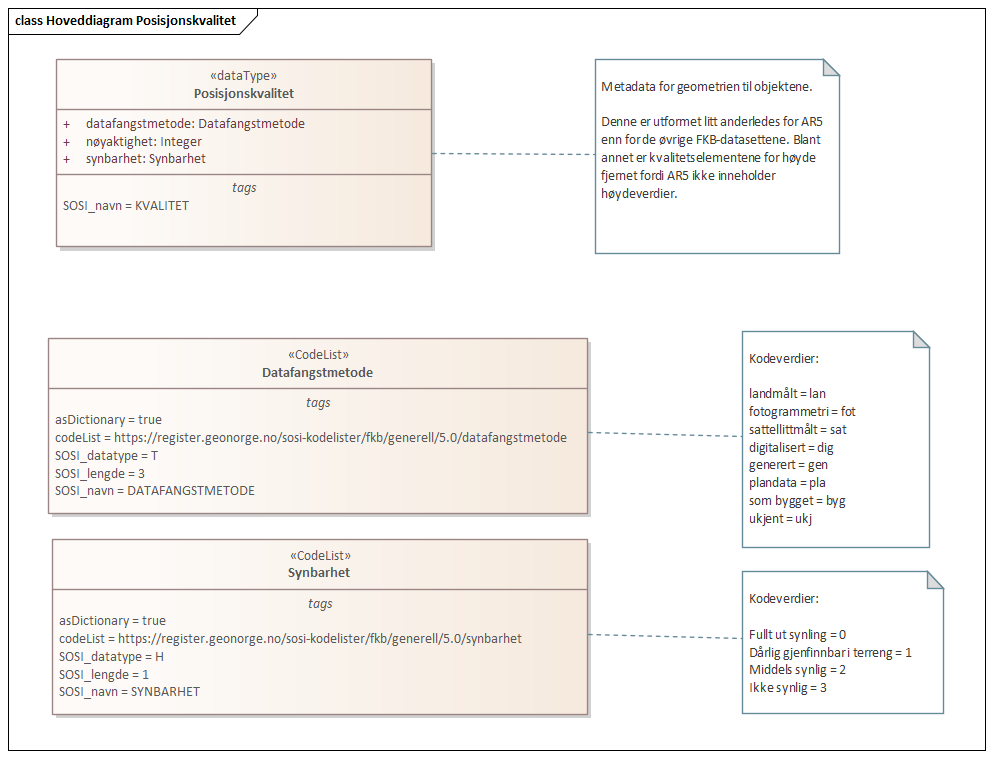 class Hoveddiagram Posisjonskvalitet
«dataType»
Posisjonskvalitet
+ datafangstmetode: Datafangstmetode
+ nøyaktighet: Integer
+ synbarhet: Synbarhet
tags
SOSI_navn = KVALITET
Metadata for geometrien til objektene.
Denne er utformet litt anderledes for AR5
enn for de øvrige FKB-datasettene. Blant
annet er kvalitetselementene for høyde
fjernet fordi AR5 ikke inneholder
høydeverdier.
«CodeList»
Datafangstmetode
tags
asDictionary = true
codeList = https://register.geonorge.no/sosi-kodelister/fkb/generell/5.0/datafangstmetode
SOSI_datatype = T
SOSI_lengde = 3
SOSI_navn = DATAFANGSTMETODE
Kodeverdier:
landmålt = lan
fotogrammetri = fot
sattellittmålt = sat
digitalisert = dig
generert = gen
plandata = pla
som bygget = byg
ukjent = ukj
«CodeList»
Synbarhet
tags
asDictionary = true
codeList = https://register.geonorge.no/sosi-kodelister/fkb/generell/5.0/synbarhet
SOSI_datatype = H
SOSI_lengde = 1
SOSI_navn = SYNBARHET
Kodeverdier:
Fullt ut synling = 0
Dårlig gjenfinnbar i terreng = 1
Middels synlig = 2
Ikke synlig = 3